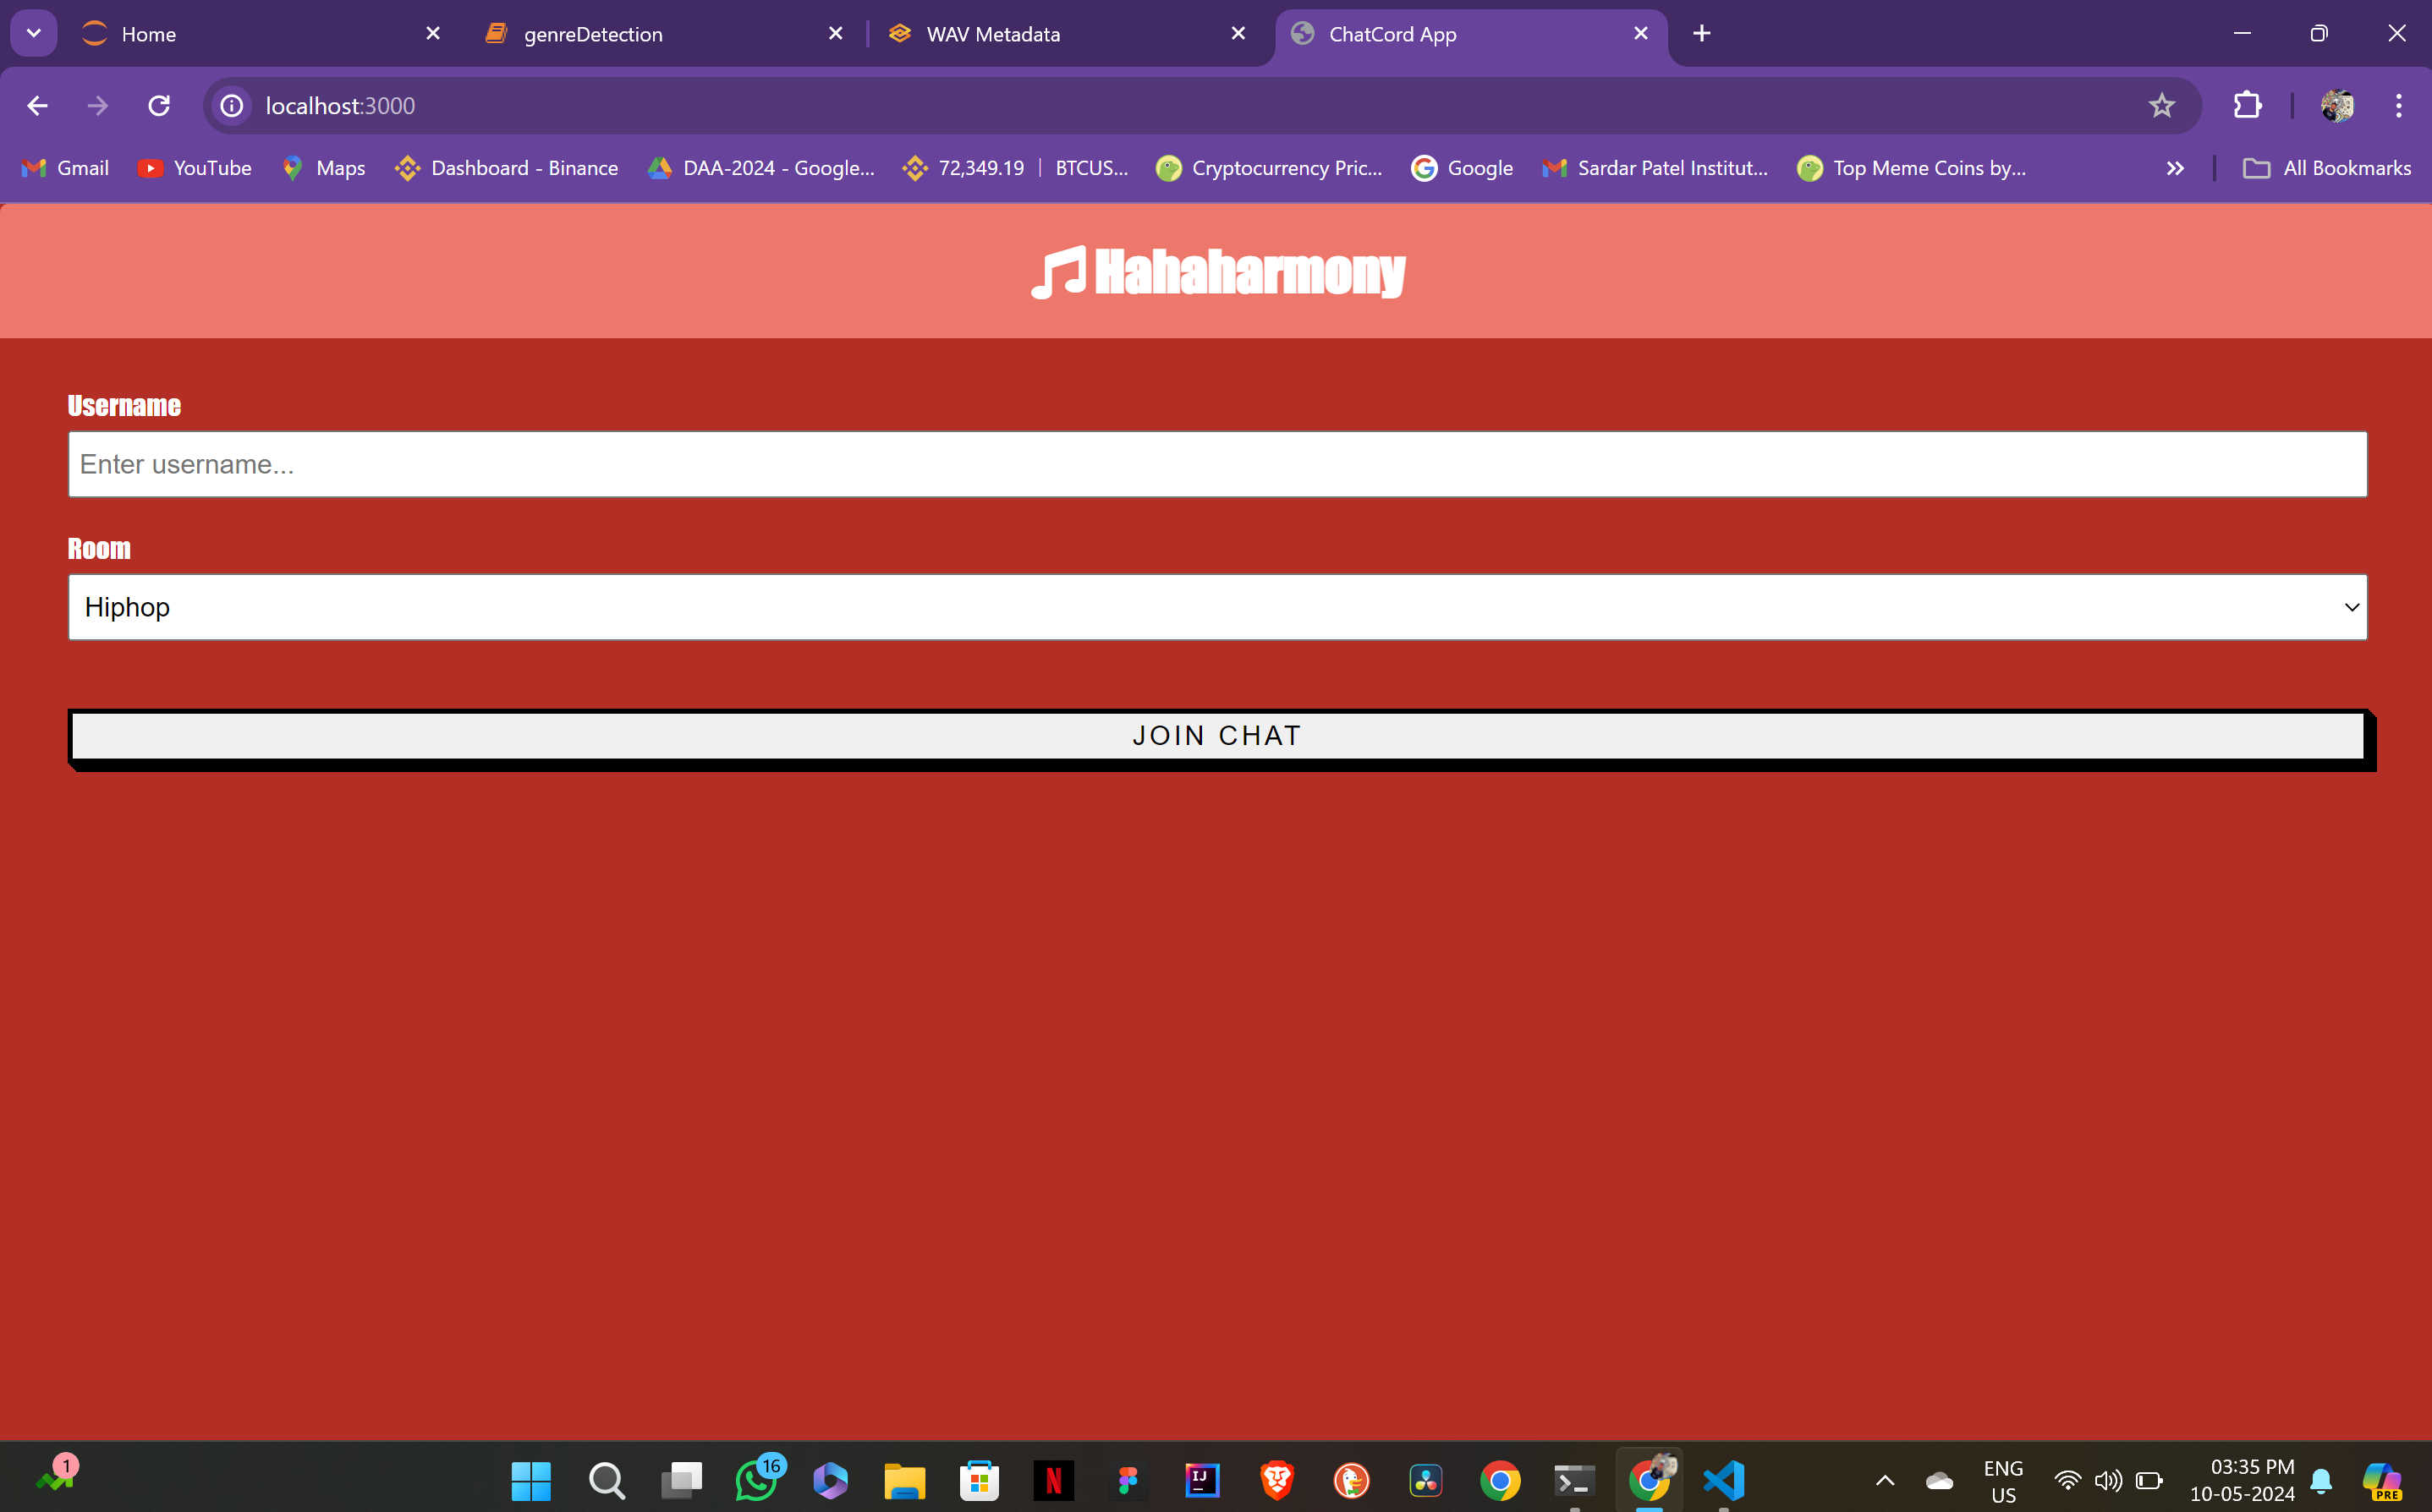 Home
genreDetection
WAV Metadata
ChatCord App
localhost:3000
Gmail
YouTube
Maps
Dashboard - Binance
DAA-2024 - Google...
72,349.19 | BTCUS...
Cryptocurrency Pric...
Google
Sardar Patel Institut...
Top Meme Coins by...
All Bookmarks
Hahaharmony
Username
Enter username...
Room
Hiphop
JOIN CHAT
1
16
N
IJ
ENG
US
03:35 PM
10-05-2024
PRE